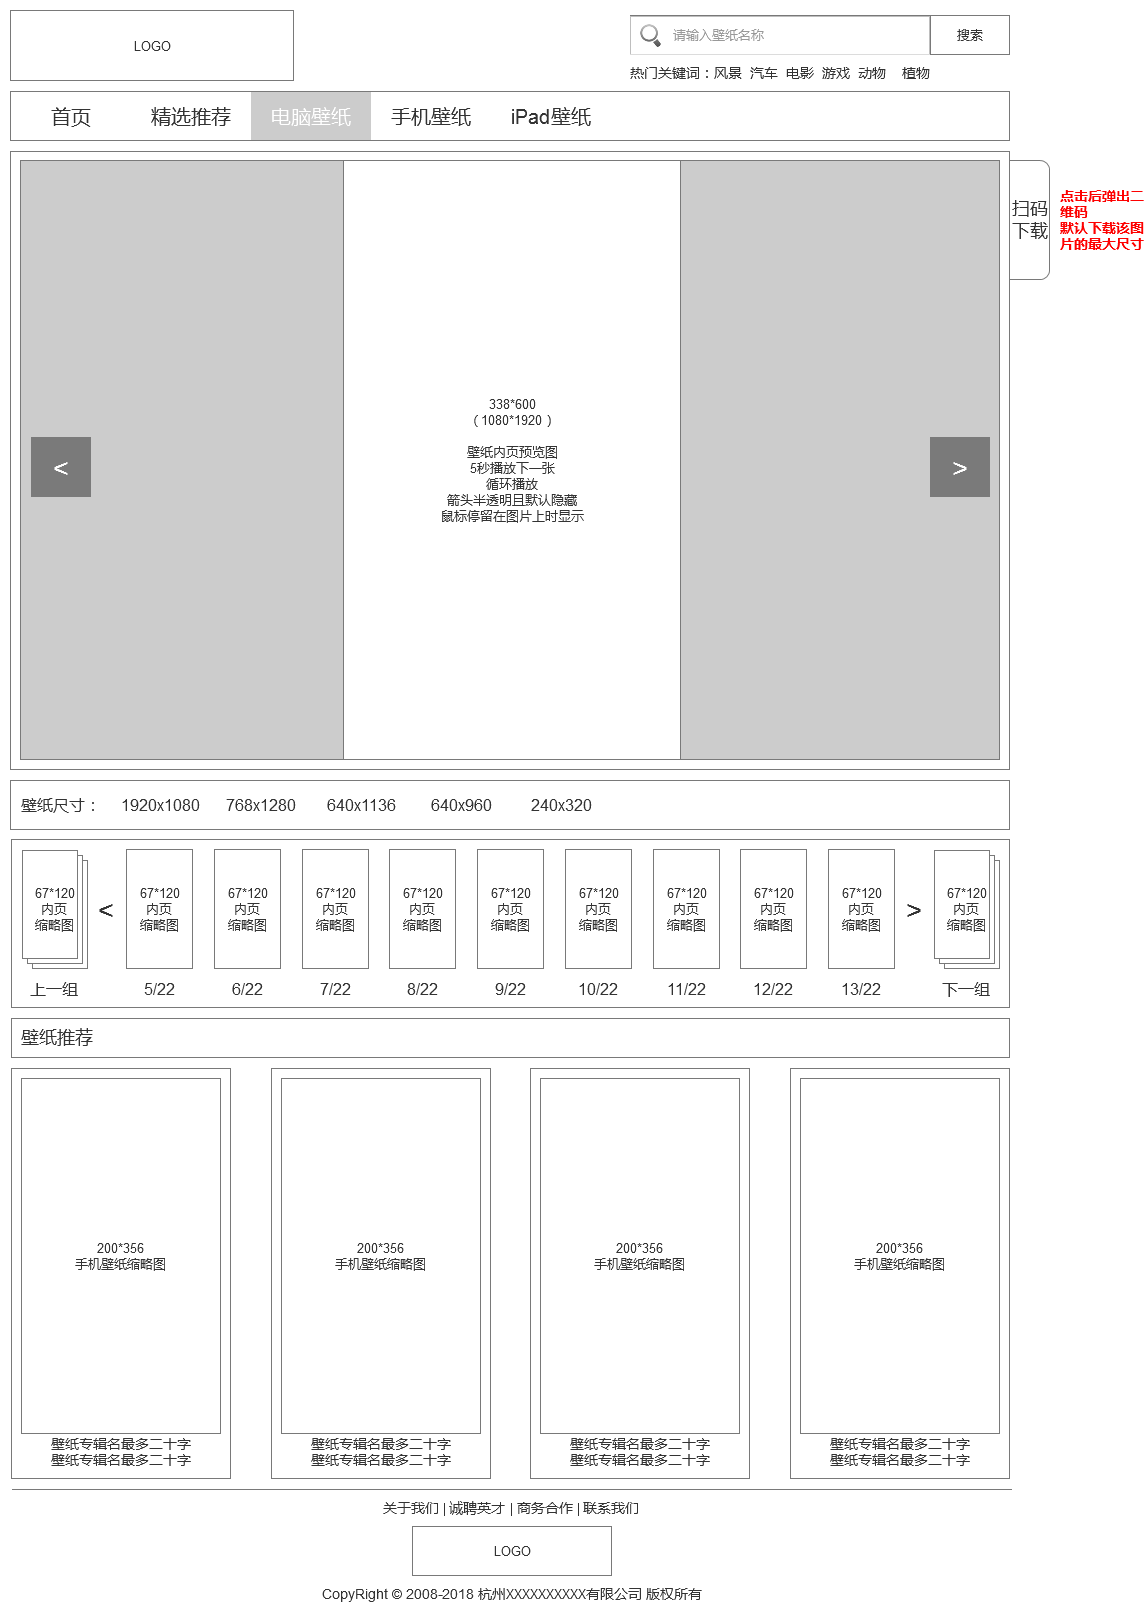 LOGO
请输入壁纸名称
搜索
热门关键词：风景 汽车 电影 游戏 动物 植物
首页 精选推荐 电脑壁纸 手机壁纸 iPad壁纸
扫码
下载
点击后弹出二
维码
默认下载该图
片的最大尺寸
338*600
（1080*1920）
壁纸内页预览图
5秒播放下一张
循环播放
箭头半透明且默认隐藏
鼠标停留在图片上时显示
< >
壁纸尺寸： 1920x1080 768x1280 640x1136 640x960 240x320
67*120
内页
缩略图
上一组
<
67*120
内页
缩略图
5/22
67*120
内页
缩略图
6/22
67*120
内页
缩略图
7/22
67*120
内页
缩略图
8/22
67*120
内页
缩略图
9/22
67*120
内页
缩略图
10/22
67*120
内页
缩略图
11/22
67*120
内页
缩略图
12/22
67*120
内页
缩略图
13/22
>
67*120
内页
缩略图
下一组
壁纸推荐
200*356
手机壁纸缩略图
壁纸专辑名最多二十字
壁纸专辑名最多二十字
200*356
手机壁纸缩略图
壁纸专辑名最多二十字
壁纸专辑名最多二十字
200*356
手机壁纸缩略图
壁纸专辑名最多二十字
壁纸专辑名最多二十字
200*356
手机壁纸缩略图
壁纸专辑名最多二十字
壁纸专辑名最多二十字
关于我们 | 诚聘英才 | 商务合作 | 联系我们
LOGO
CopyRight © 2008-2018 杭州XXXXXXXXXX有限公司 版权所有